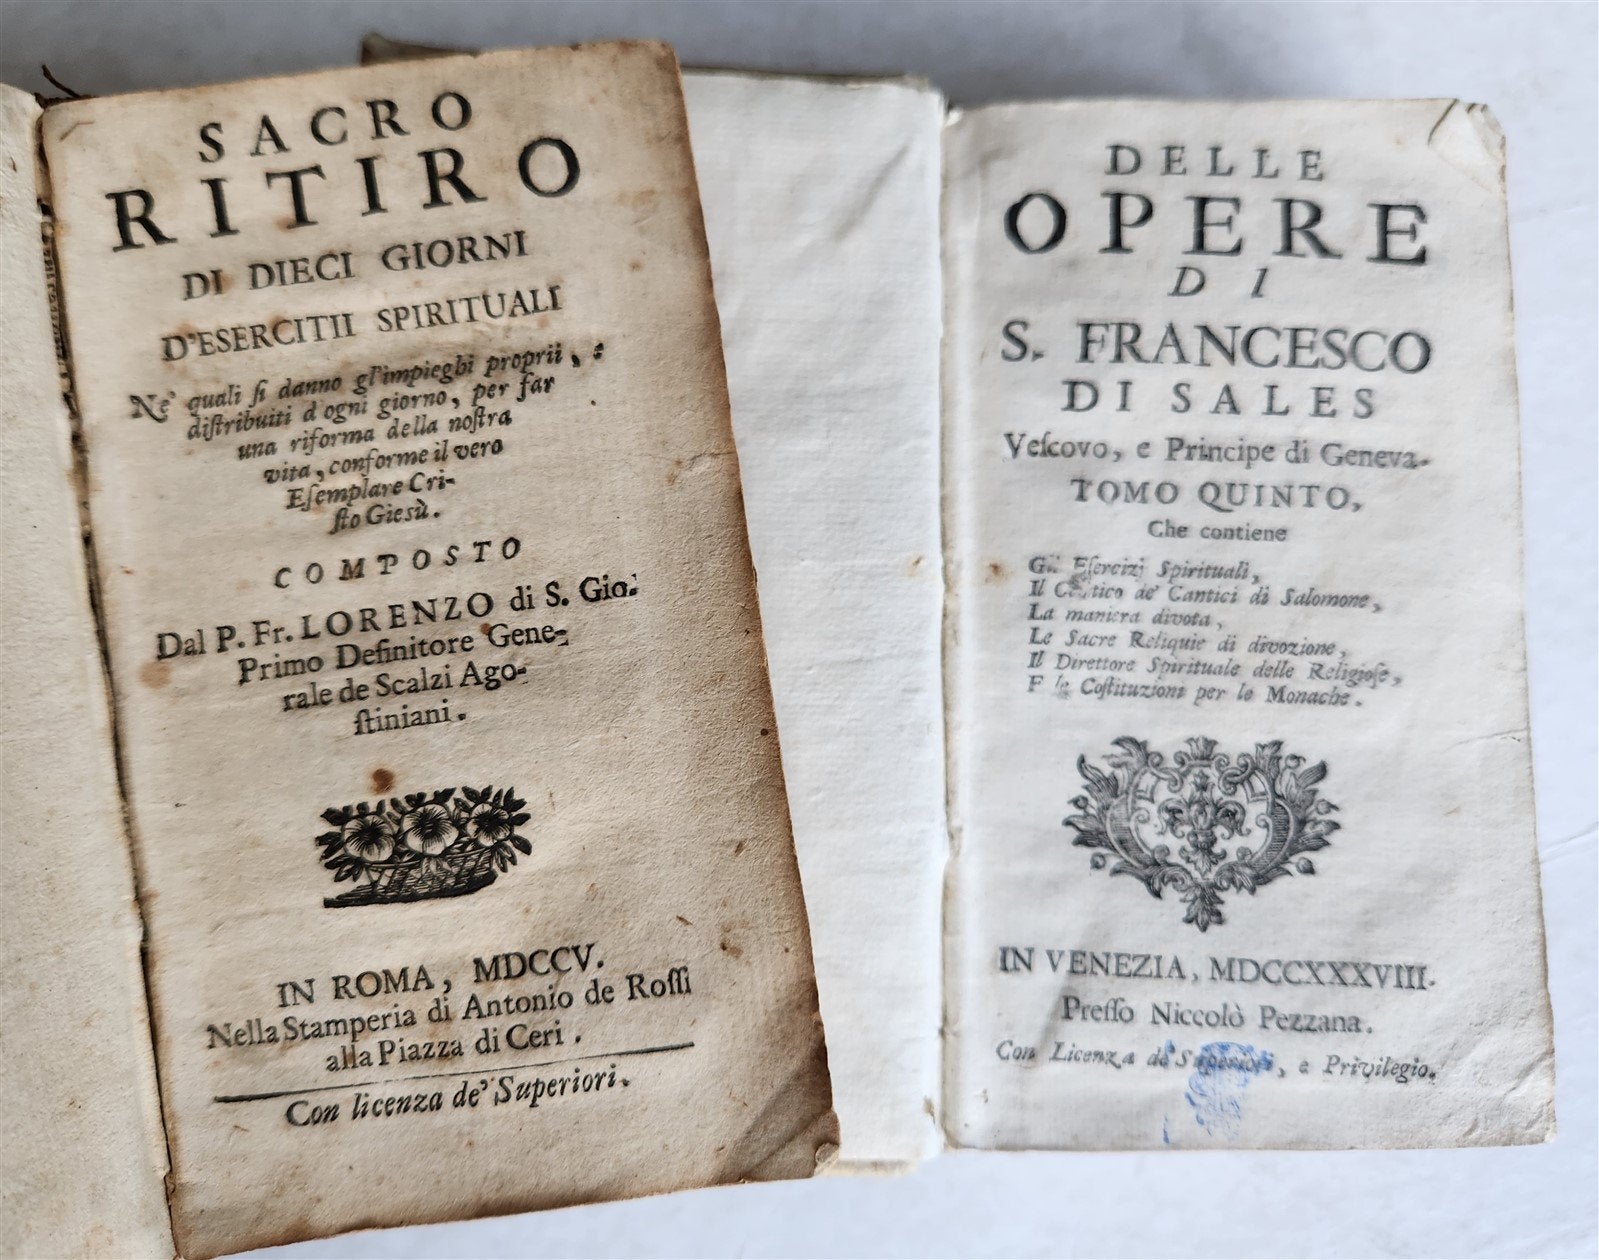 SACRO
RITIRO
DI DIECI GIORNI
D'ESERCITII SPIRITUALI
Ne' quali ſi danno gl'impieghi proprii, e
diſtribuiti d'ogni giorno, per far
una riforma della noſtra
vita, conforme il vero
Eſemplare Cri-
ſto Giesù.
COMPOSTO
Dal P. Fr. LORENZO di S. Gio.
Primo Definitore Gene-
rale de Scalzi Ago-
ſtiniani.
IN ROMA, MDCCV.
Nella Stamperia di Antonio de Roſſi
alla Piazza di Ceri.
Con licenza de' Superiori.
DELLE
OPERE
DI
S. FRANCESCO
DI SALES
Veſcovo, e Principe di Geneva.
TOMO QUINTO,
Che contiene
Gli Eſercizj Spirituali,
Il Cantico de' Cantici di Salomone,
La maniera divota,
Le Sacre Reliquie di divozione,
Il Direttore Spirituale delle Religioſe,
E le Coſtituzioni per le Monache.
IN VENEZIA, MDCCXXXVIII.
Preſſo Niccolò Pezzana.
Con Licenza de' Superiori, e Privilegio.